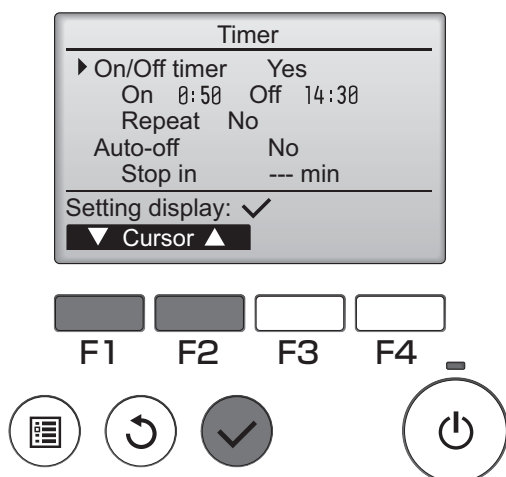 Timer
On/Off timer Yes
On 0:50 Off 14:30
Repeat No
Auto-off No
Stop in --- min
Setting display: ✓
▼ Cursor ▲
F1 F2 F3 F4